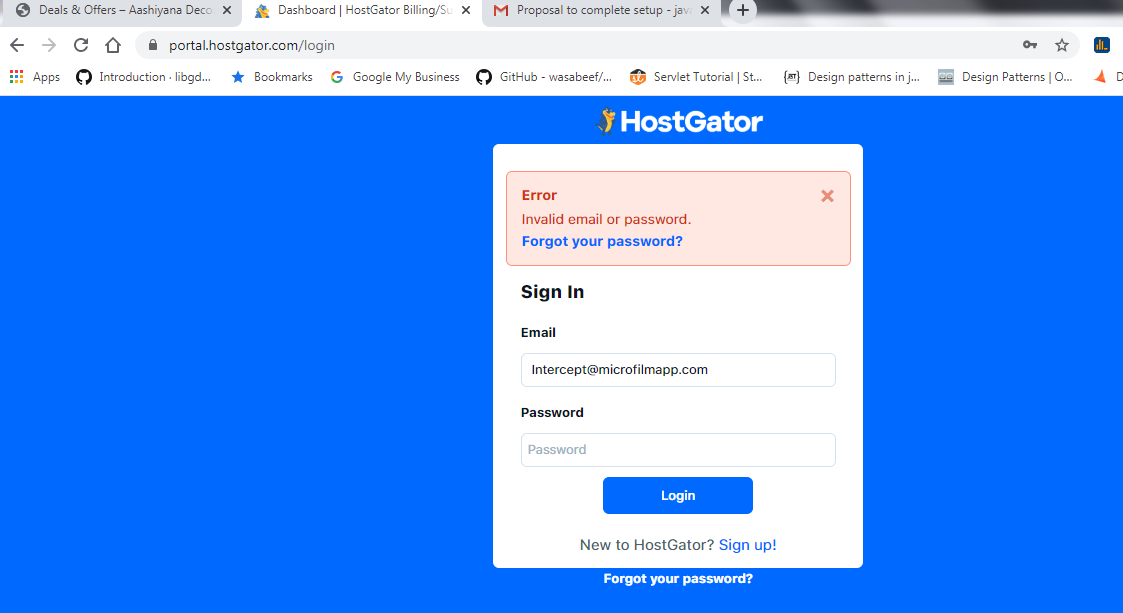 Deals & Offers – Aashiyana Deco
Dashboard | HostGator Billing/Su
Proposal to complete setup - java
portal.hostgator.com/login
Apps
Introduction · libgd...
Bookmarks
Google My Business
GitHub - wasabeef/...
Servlet Tutorial | St...
Design patterns in j...
Design Patterns | O...
D
HostGator
Error
Invalid email or password.
Forgot your password?
Sign In
Email
Intercept@microfilmapp.com
Password
Password
Login
New to HostGator? Sign up!
Forgot your password?